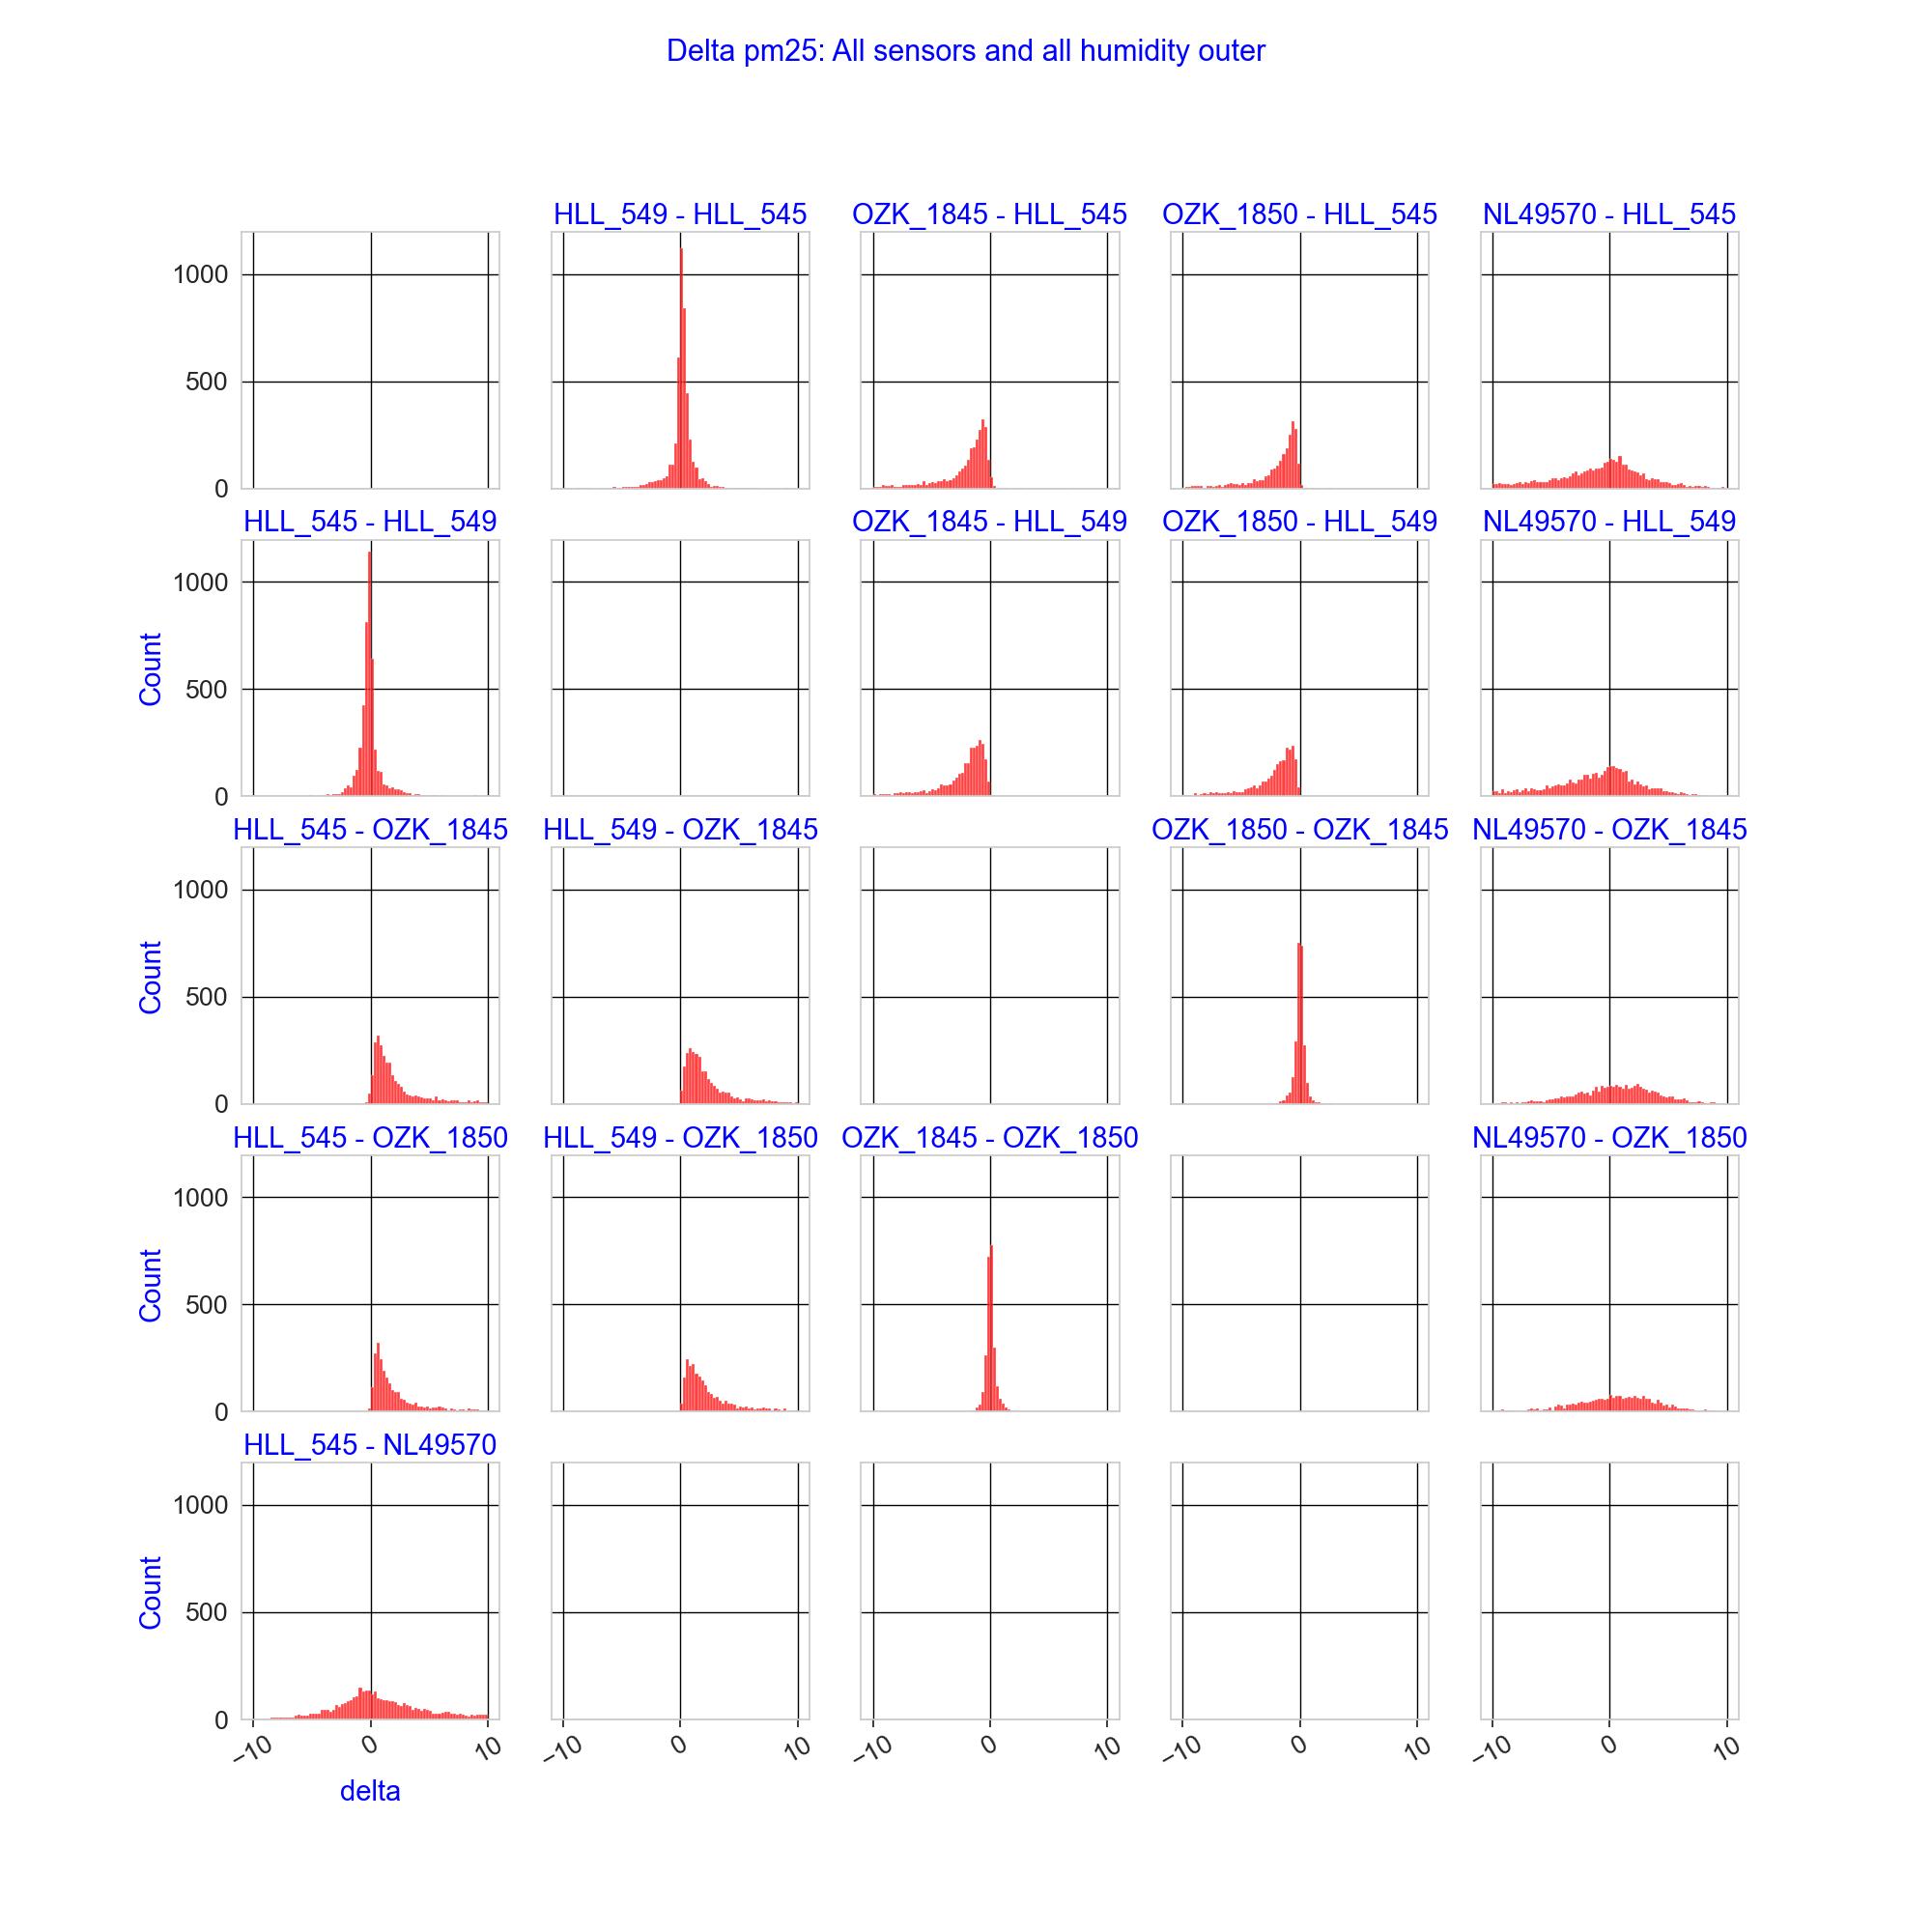 Delta pm25: All sensors and all humidity outer
HLL_549 - HLL_545
OZK_1845 - HLL_545
OZK_1850 - HLL_545
NL49570 - HLL_545
1000
500
0
HLL_545 - HLL_549
OZK_1845 - HLL_549
OZK_1850 - HLL_549
NL49570 - HLL_549
Count
1000
500
0
HLL_545 - OZK_1845
HLL_549 - OZK_1845
OZK_1850 - OZK_1845
NL49570 - OZK_1845
Count
1000
500
0
HLL_545 - OZK_1850
HLL_549 - OZK_1850
OZK_1845 - OZK_1850
NL49570 - OZK_1850
Count
1000
500
0
HLL_545 - NL49570
Count
1000
500
0
−10 0 10
−10 0 10
−10 0 10
−10 0 10
−10 0 10
delta